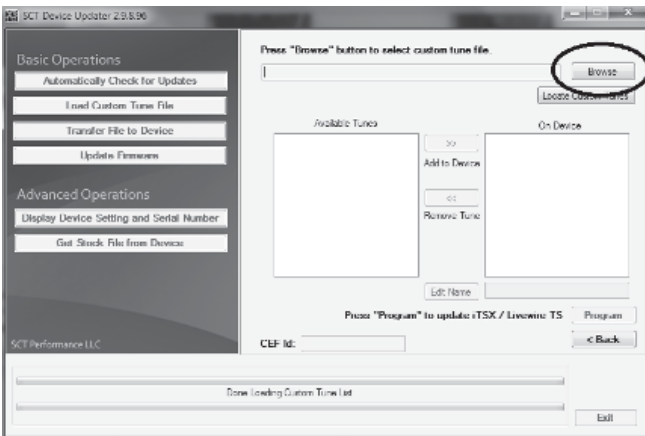 SCT Device Updater 2.9.8.96
Basic Operations
Automatically Check for Updates
Load Custom Tune File
Transfer File to Device
Update Firmware
Advanced Operations
Display Device Setting and Serial Number
Get Stock File from Device
SCT Performance LLC
Press "Browse" button to select custom tune file.
Browse
Locate Custom Tunes
Available Tunes
On Device
>>
Add to Device
<<
Remove Tune
Edit Name
Press "Program" to update iTSX / Livewire TS
Program
CEF Id:
< Back
Done Loading Custom Tune List
Exit